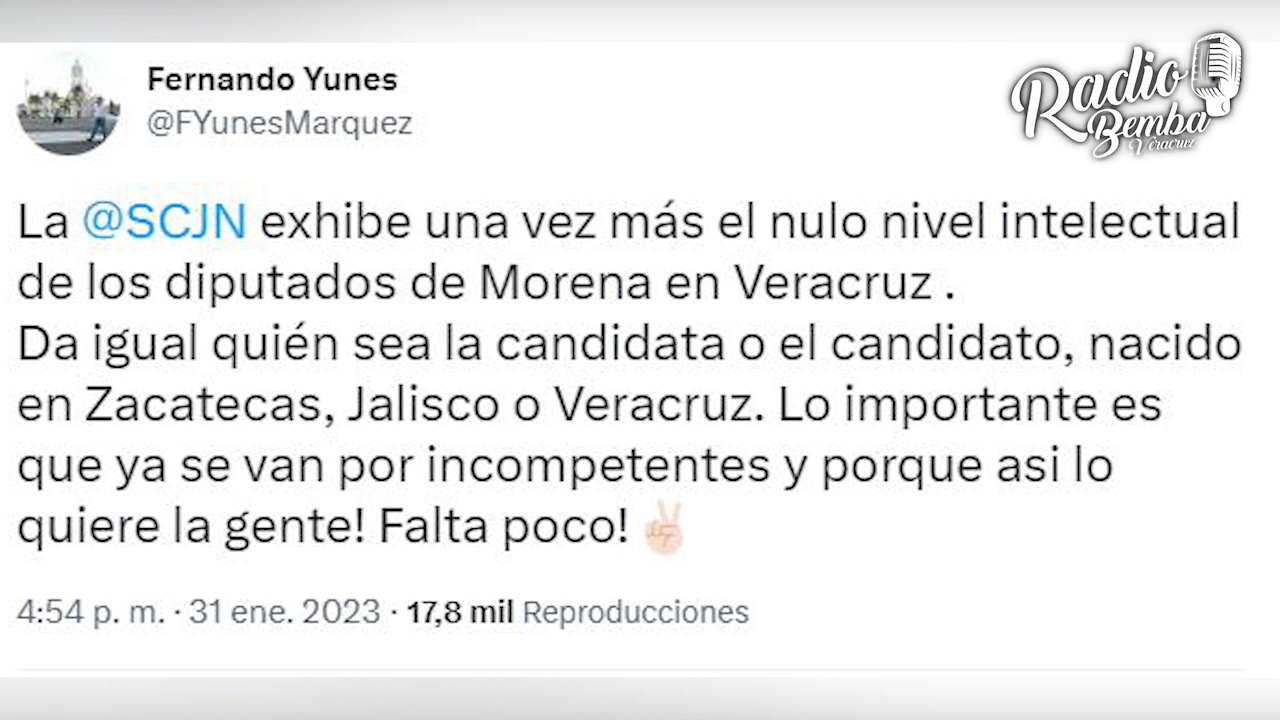 Fernando Yunes
@FYunesMarquez
Radio
Bemba
Veracruz
La @SCJN exhibe una vez más el nulo nivel intelectual
de los diputados de Morena en Veracruz .
Da igual quién sea la candidata o el candidato, nacido
en Zacatecas, Jalisco o Veracruz. Lo importante es
que ya se van por incompetentes y porque asi lo
quiere la gente! Falta poco! ✌🏻
4:54 p. m. · 31 ene. 2023 · 17,8 mil Reproducciones